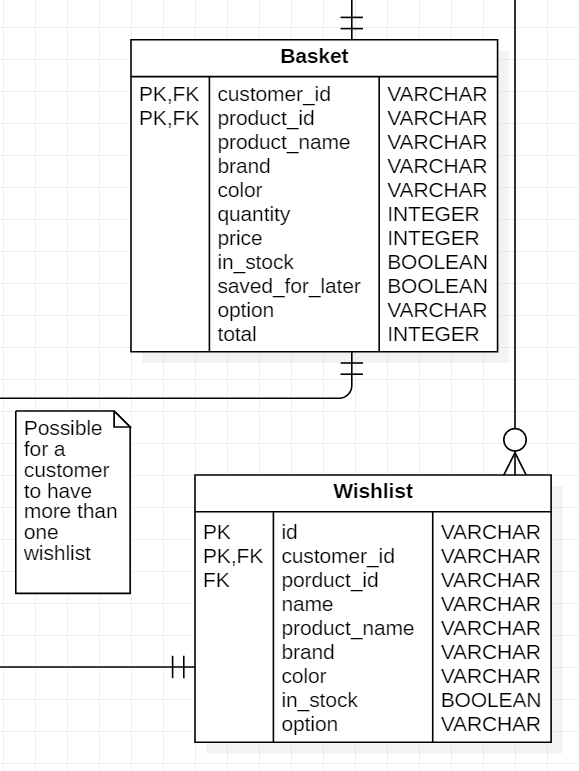 Basket
PK,FK customer_id VARCHAR
PK,FK product_id VARCHAR
product_name VARCHAR
brand VARCHAR
color VARCHAR
quantity INTEGER
price INTEGER
in_stock BOOLEAN
saved_for_later BOOLEAN
option VARCHAR
total INTEGER
Possible
for a
customer
to have
more than
one
wishlist
Wishlist
PK id VARCHAR
PK,FK customer_id VARCHAR
FK porduct_id VARCHAR
name VARCHAR
product_name VARCHAR
brand VARCHAR
color VARCHAR
in_stock BOOLEAN
option VARCHAR